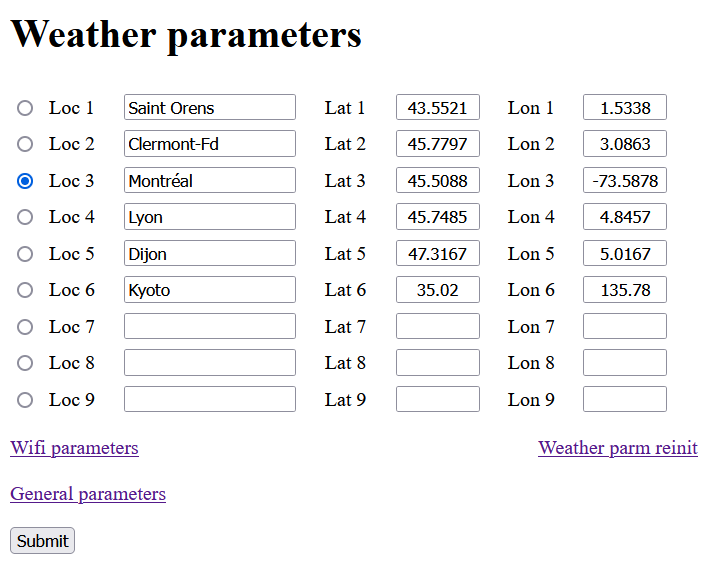 Weather parameters
Loc 1 Saint Orens Lat 1 43.5521 Lon 1 1.5338
Loc 2 Clermont-Fd Lat 2 45.7797 Lon 2 3.0863
Loc 3 Montréal Lat 3 45.5088 Lon 3 -73.5878
Loc 4 Lyon Lat 4 45.7485 Lon 4 4.8457
Loc 5 Dijon Lat 5 47.3167 Lon 5 5.0167
Loc 6 Kyoto Lat 6 35.02 Lon 6 135.78
Loc 7 Lat 7 Lon 7
Loc 8 Lat 8 Lon 8
Loc 9 Lat 9 Lon 9
Wifi parameters Weather parm reinit
General parameters
Submit